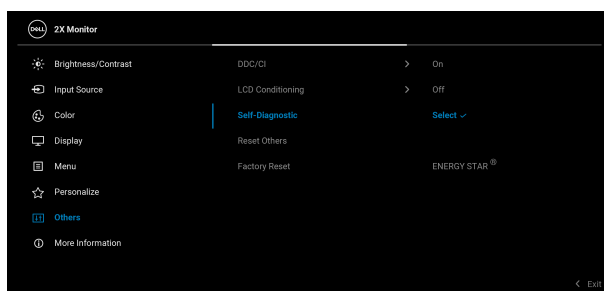 DELL 2X Monitor
Brightness/Contrast DDC/CI > On
Input Source LCD Conditioning > Off
Color Self-Diagnostic Select ✓
Display Reset Others
Menu Factory Reset ENERGY STAR ®
Personalize
Others
More Information
< Exit